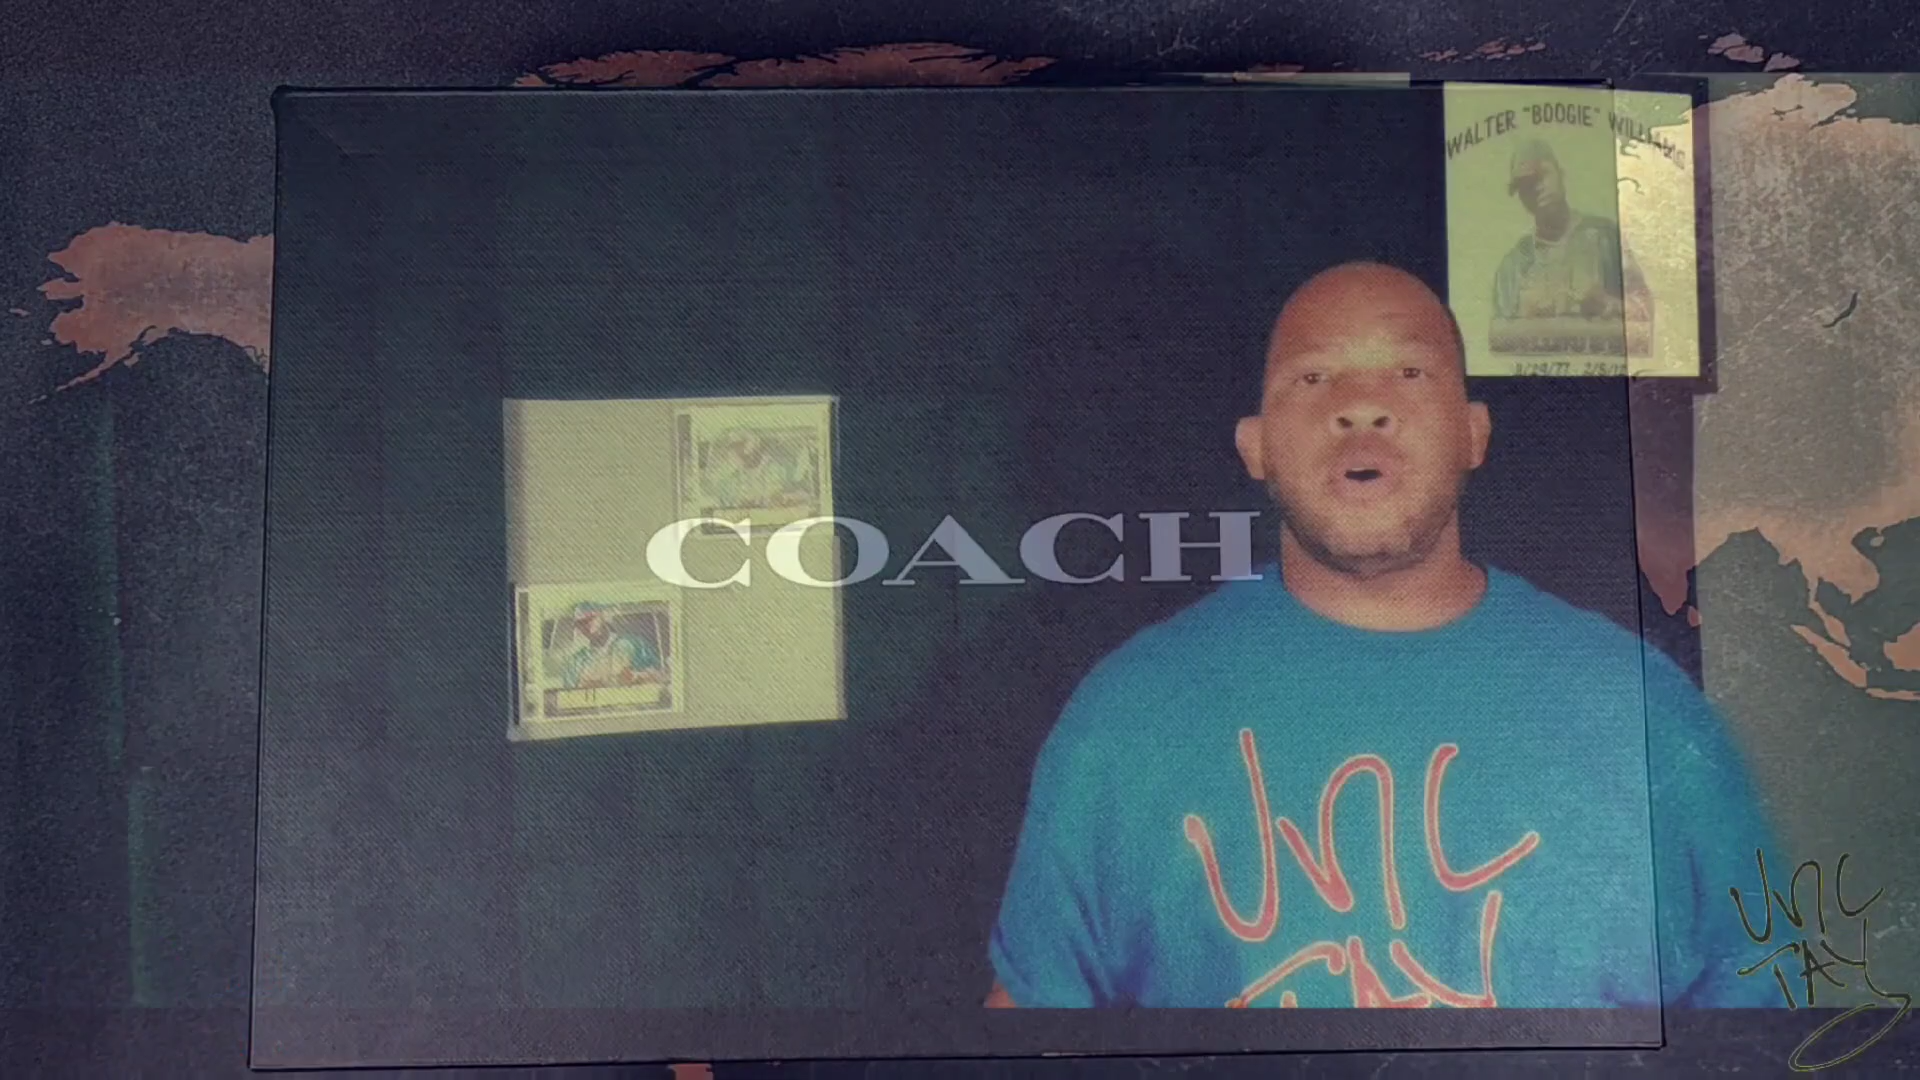 WALTER "BOOGIE" WILLIAMS
COACH
UNC
TAY
UNC
TAY